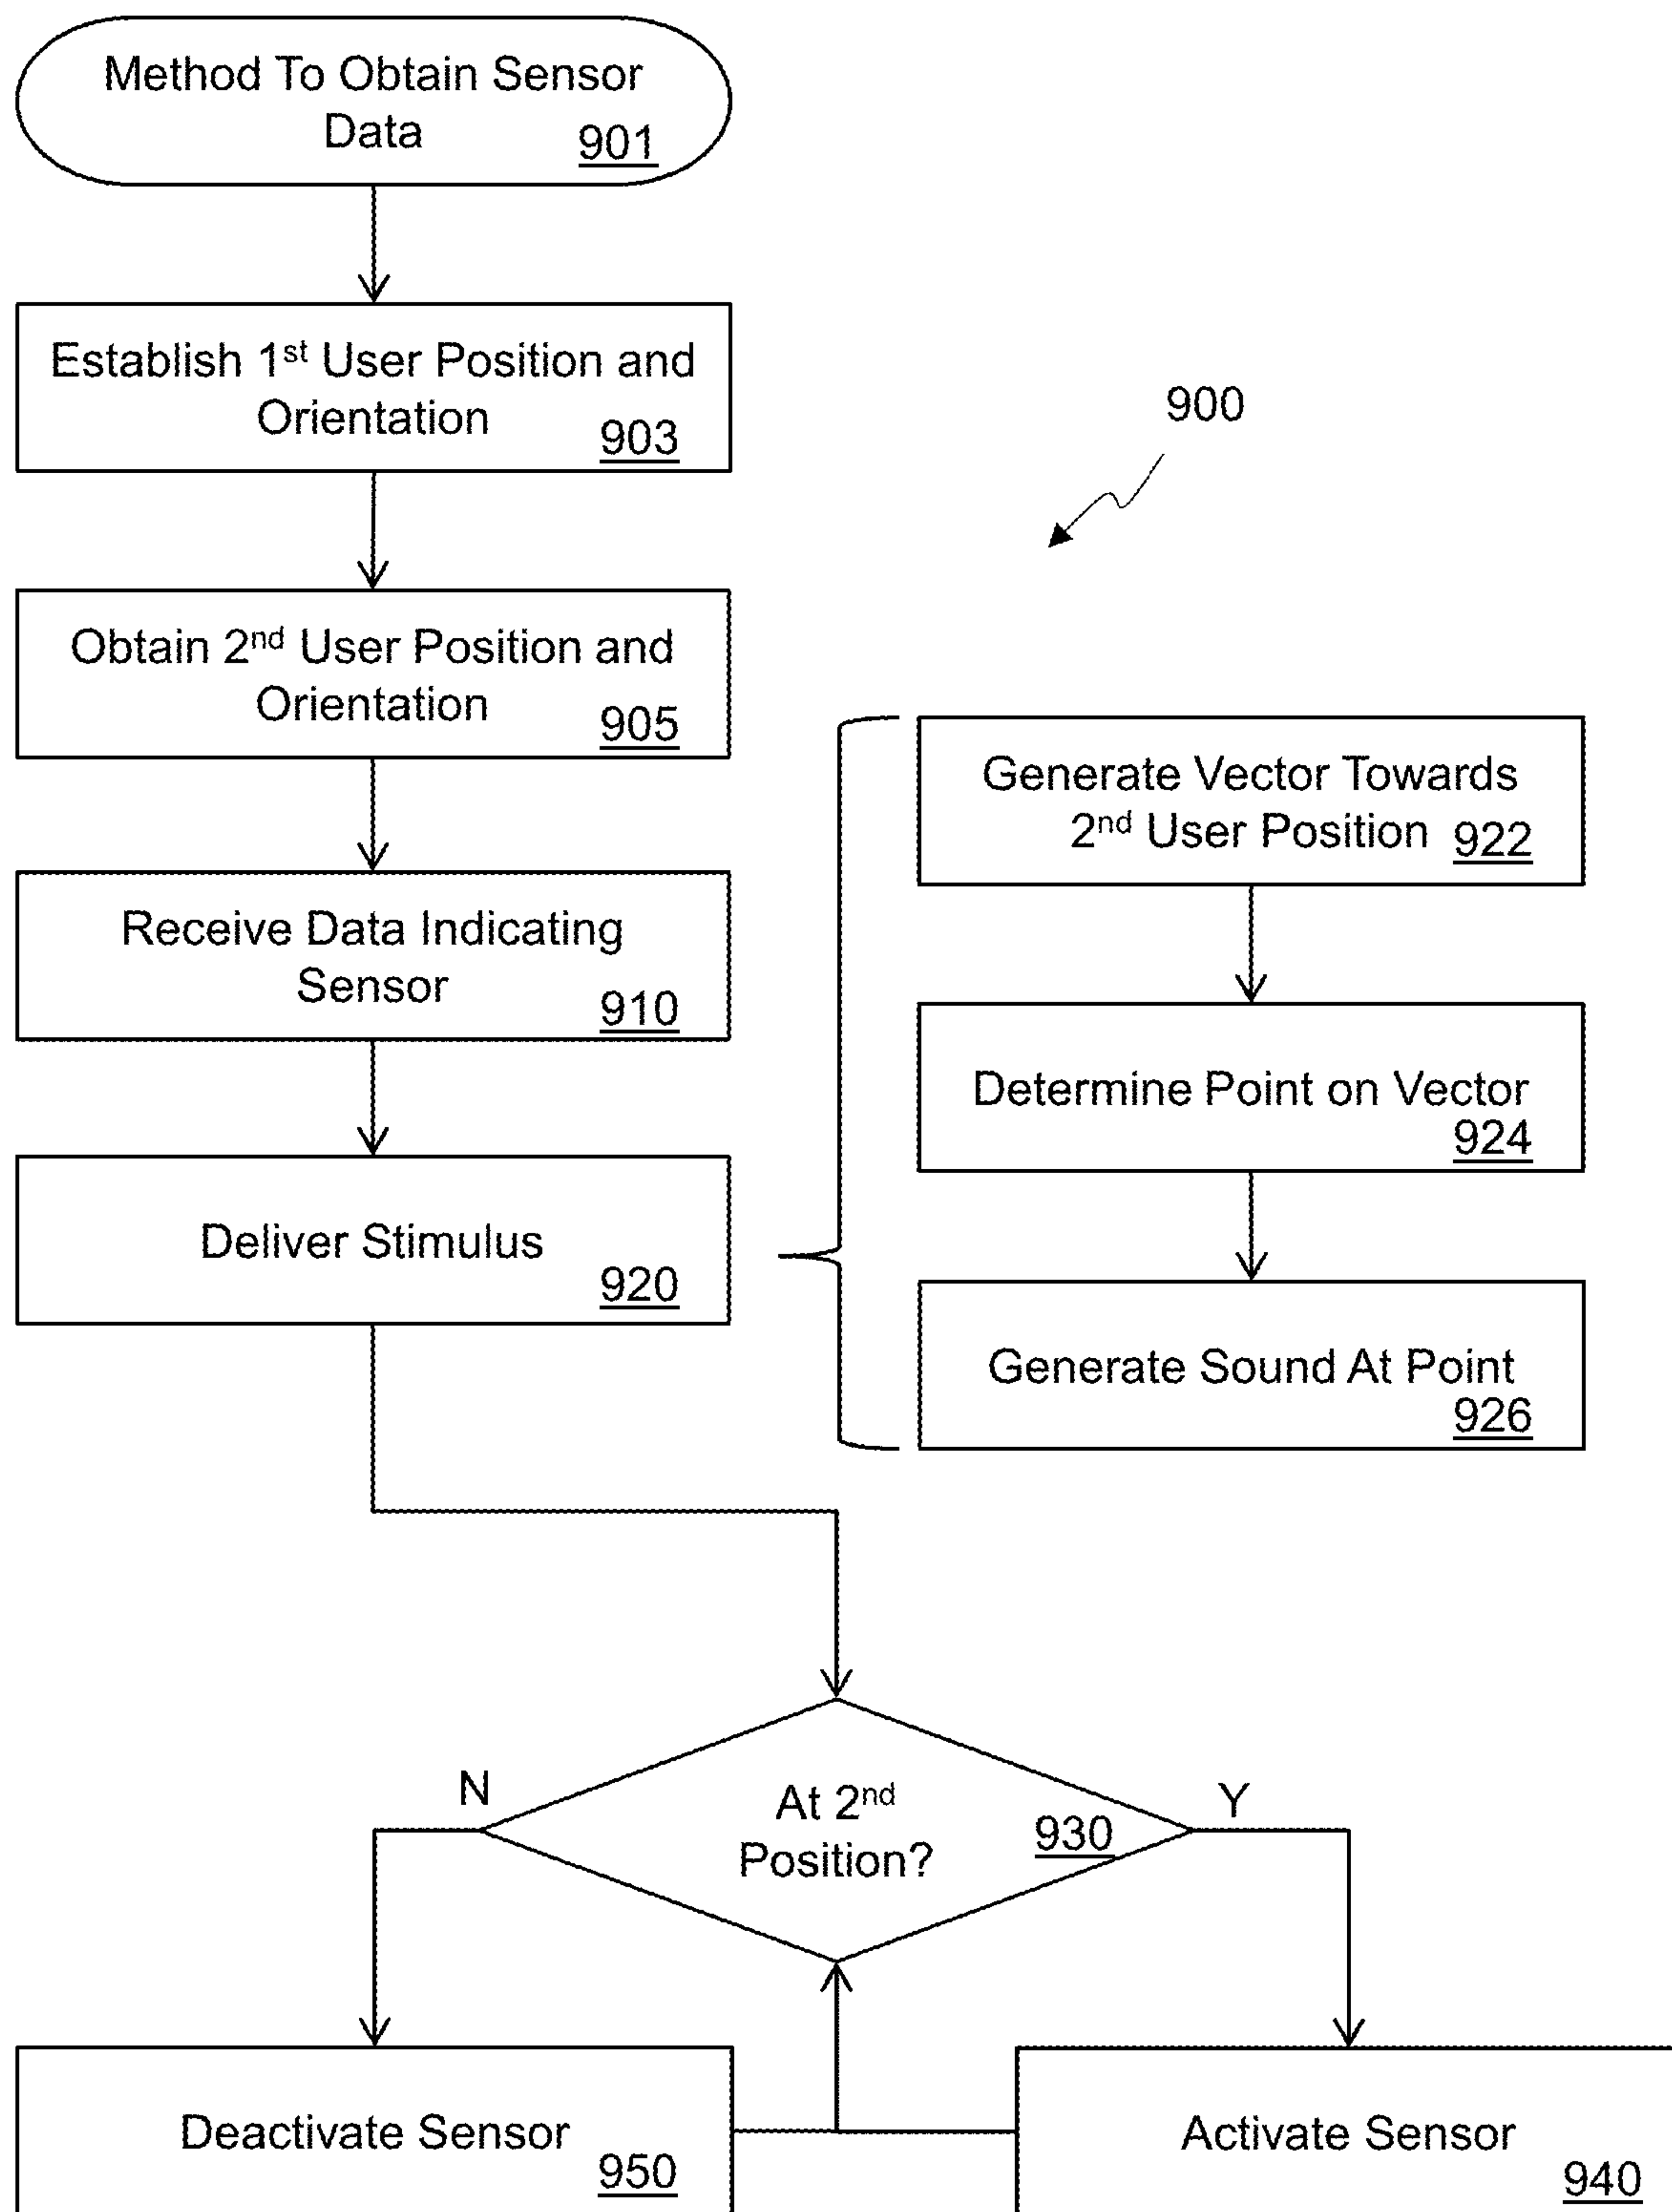 Method To Obtain Sensor
Data 901
Establish 1st User Position and
Orientation 903
900
Obtain 2nd User Position and
Orientation 905
Receive Data Indicating
Sensor 910
Deliver Stimulus
920
Generate Vector Towards
2nd User Position 922
Determine Point on Vector
924
Generate Sound At Point
926
N
Y
At 2nd
Position? 930
Deactivate Sensor
950
Activate Sensor
940